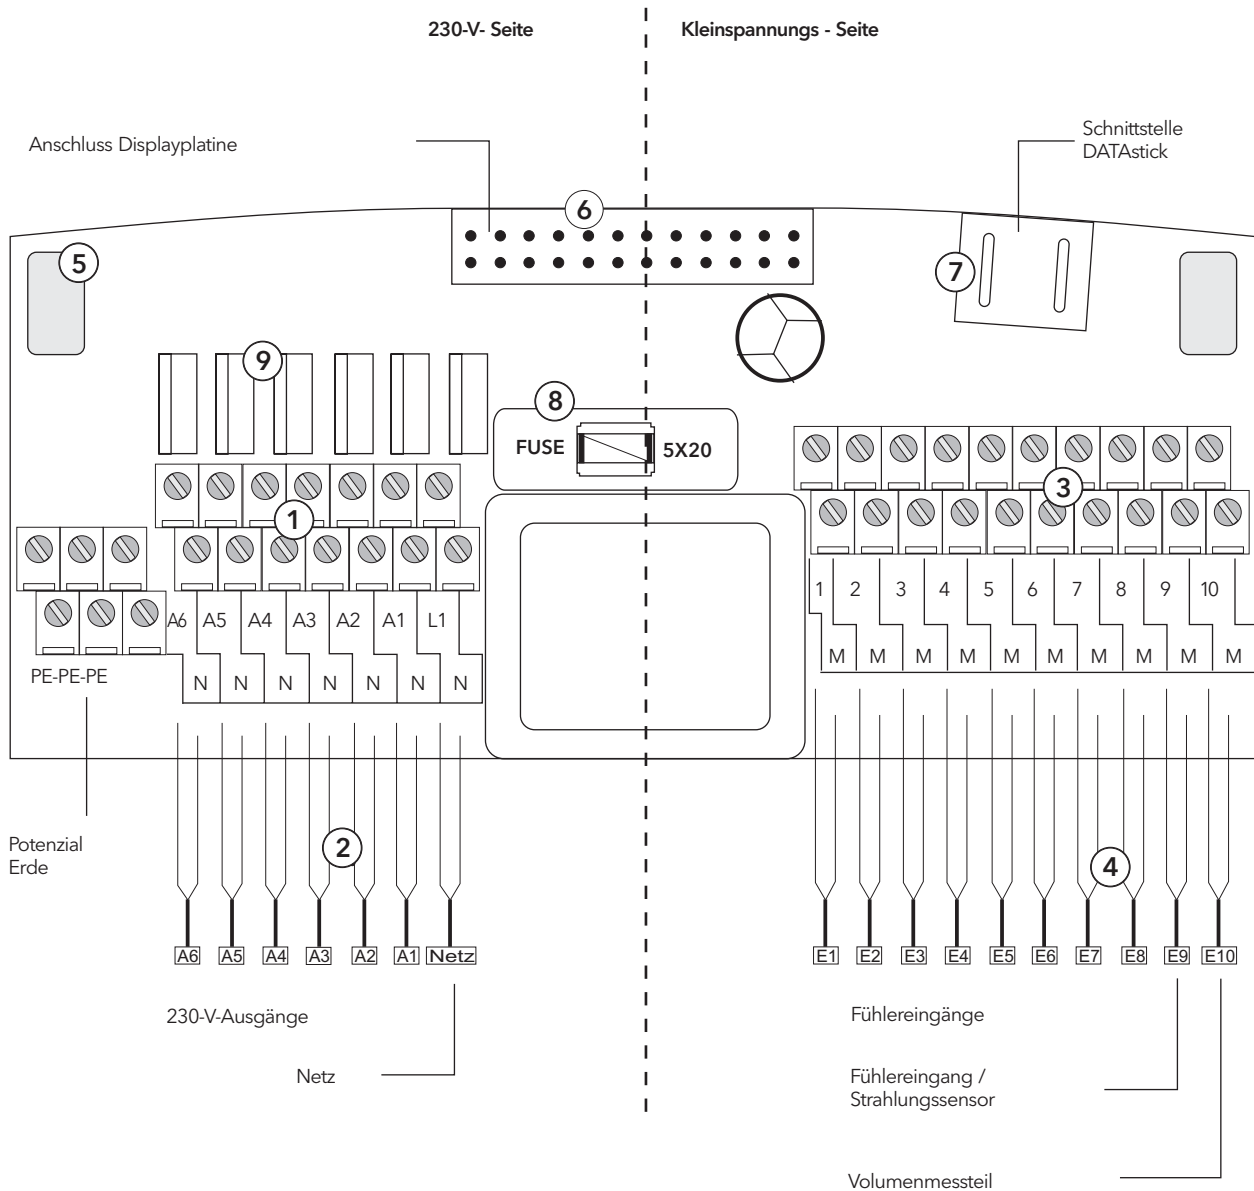 230-V- Seite
Kleinspannungs - Seite
Anschluss Displayplatine
Schnittstelle
DATAstick
6
5
7
9
8
FUSE
5X20
3
1
1 2 3 4 5 6 7 8 9 10
A6 A5 A4 A3 A2 A1 L1
M M M M M M M M M M
PE-PE-PE
N N N N N N N
Potenzial
Erde
2
4
A6 A5 A4 A3 A2 A1 Netz
E1 E2 E3 E4 E5 E6 E7 E8 E9 E10
230-V-Ausgänge
Fühlereingänge
Netz
Fühlereingang /
Strahlungssensor
Volumenmessteil